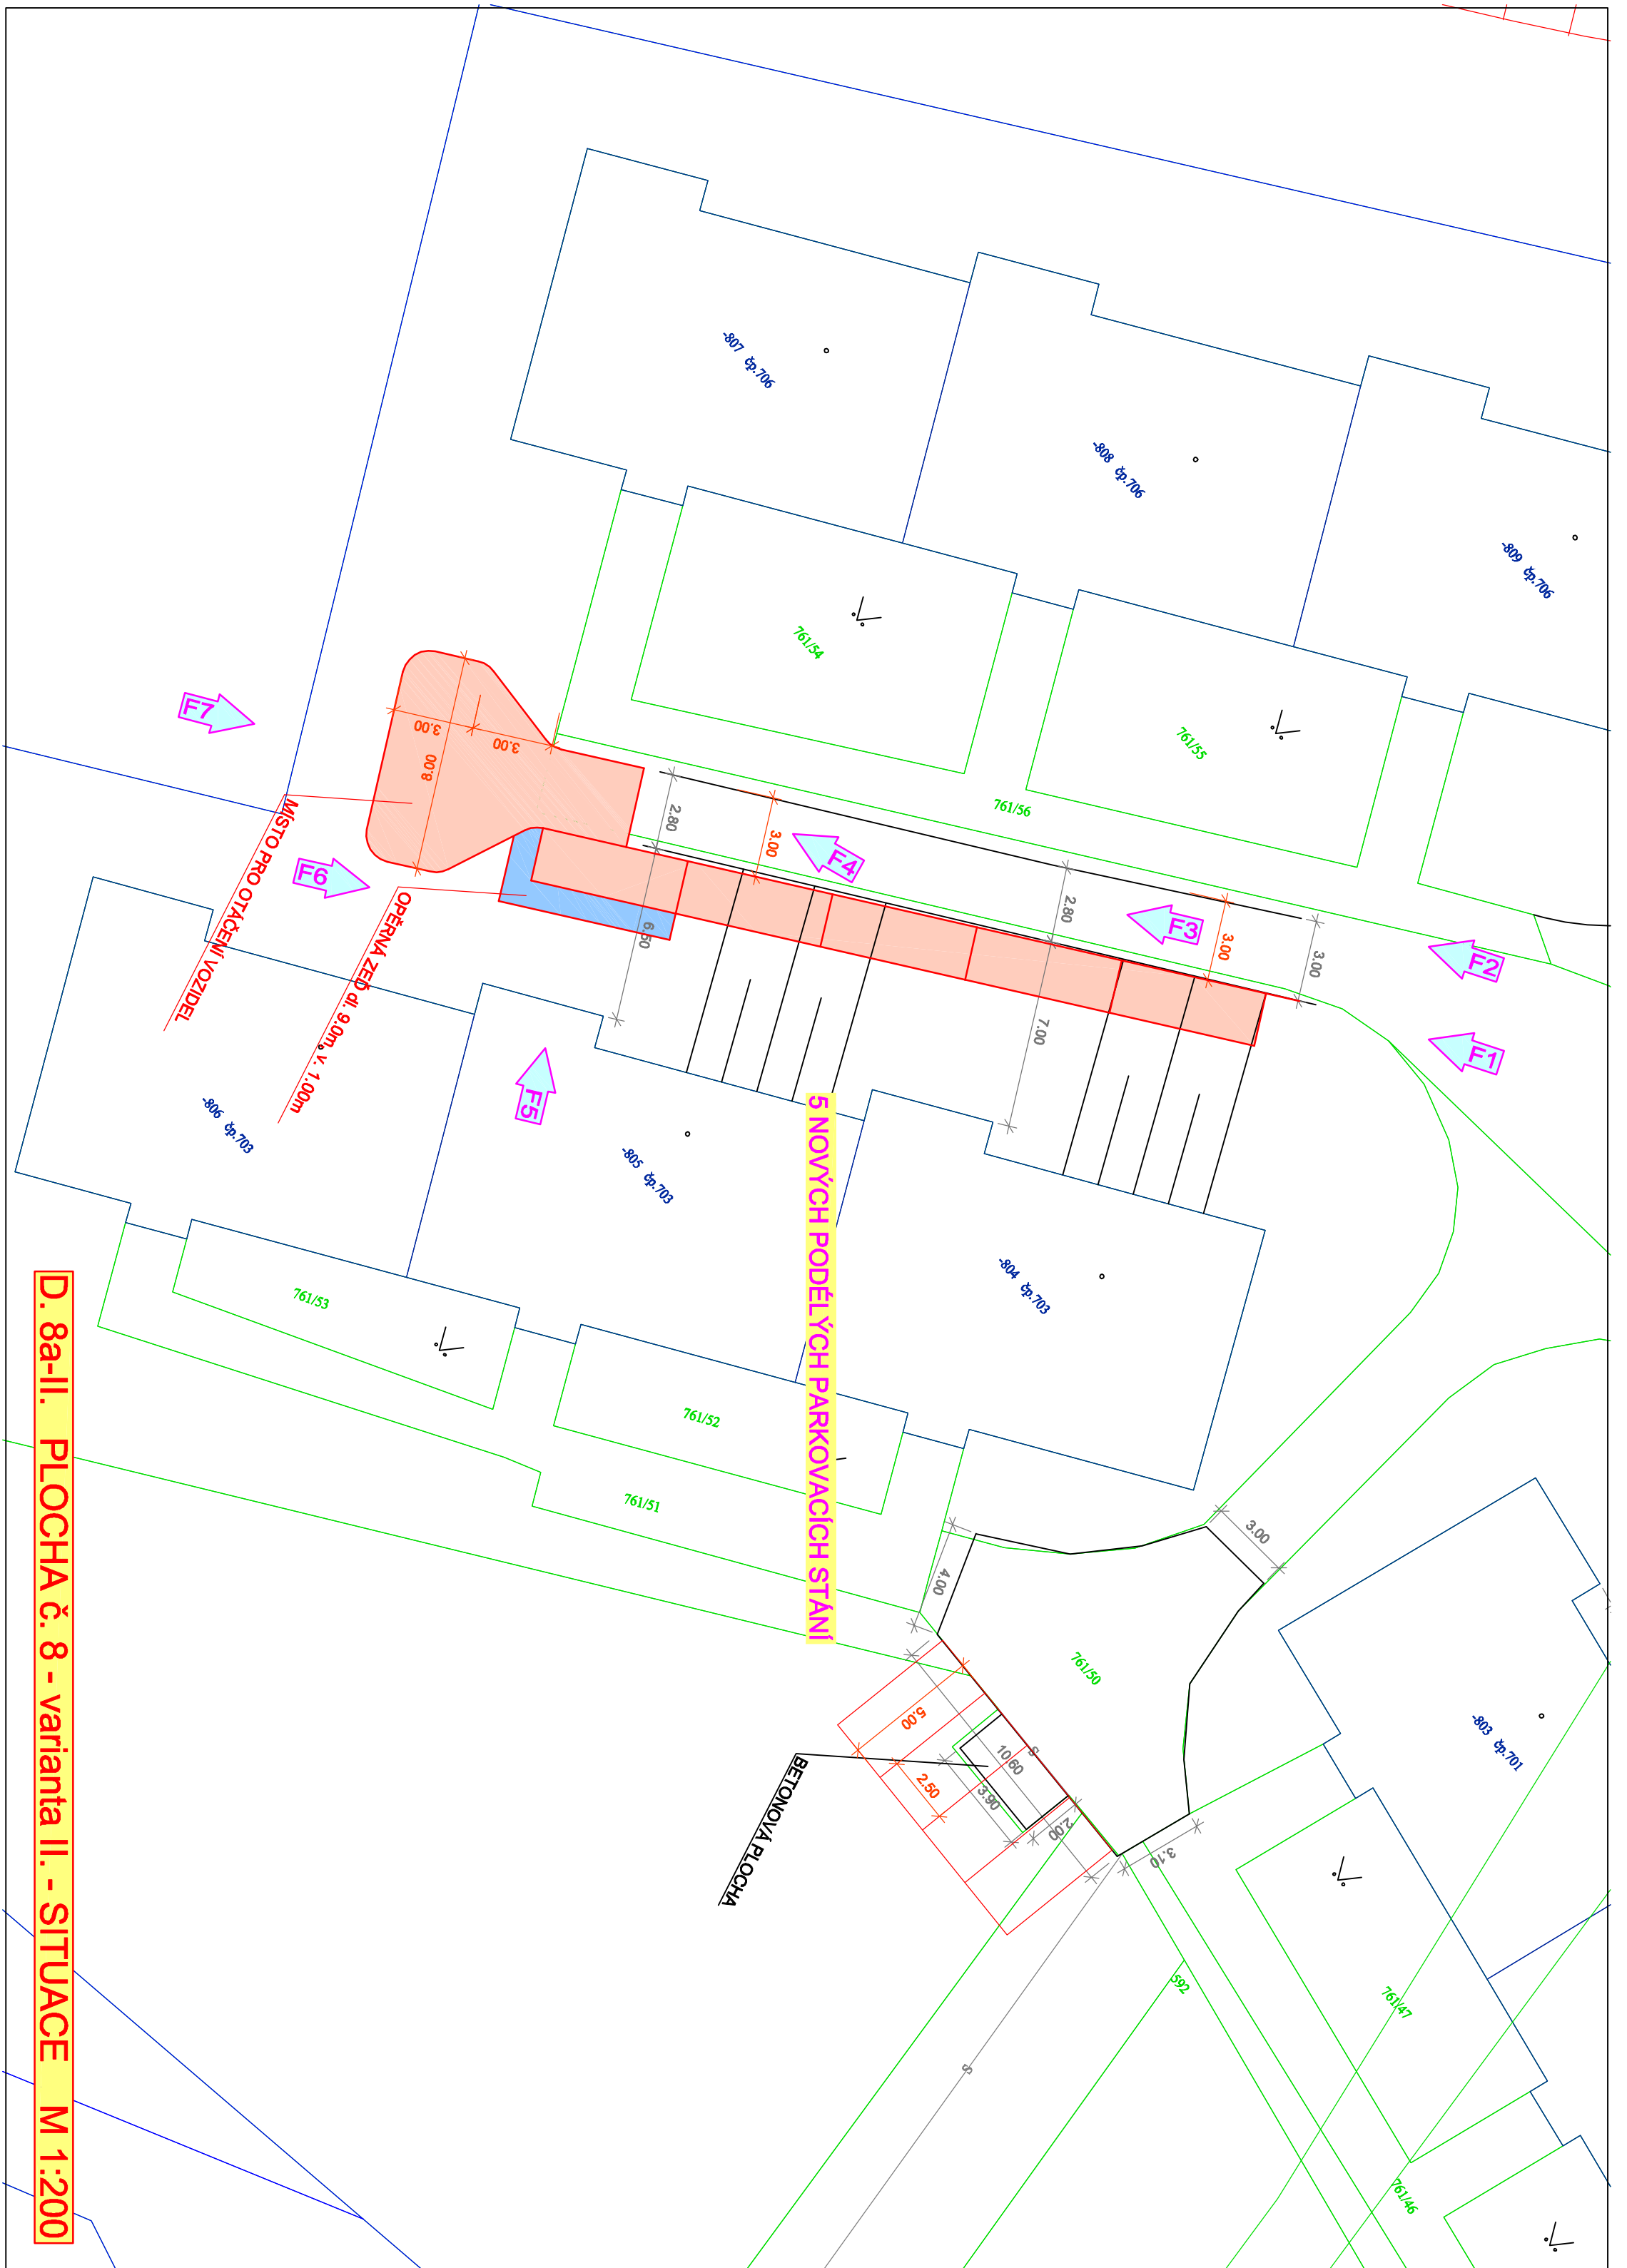 D. 8a-II. PLOCHA č. 8 - varianta II. - SITUACE M 1:200
5 NOVÝCH PODÉLÝCH PARKOVACÍCH STÁNÍ
MÍSTO PRO OTÁČENÍ VOZIDEL
OPĚRNÁ ZEĎ dl. 9.0m, v. 1.00m
BETONOVÁ PLOCHA
-807 čp.706
-808 čp.706
-809 čp.706
761/54
761/55
761/56
F7
F6
F5
F4
F3
F2
F1
3.00
3.00
8.00
2.80
3.00
6.50
2.80
7.00
3.00
3.00
-806 čp.703
-805 čp.703
-804 čp.703
761/53
761/52
761/51
761/50
3.00
4.00
5.00
2.50
10.60
3.90
2.00
3.10
S
S
-803 čp.701
761/47
761/46
592